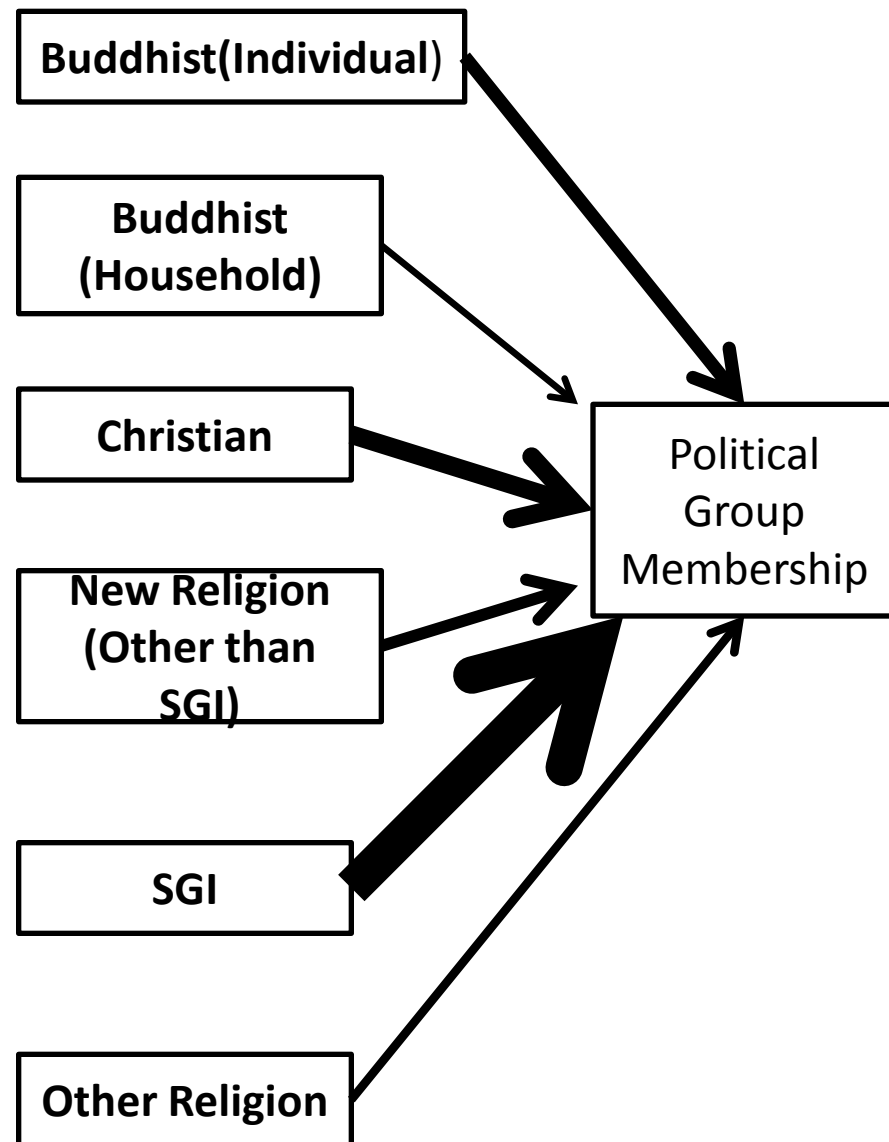 Buddhist(Individual)
Buddhist
(Household)
Christian
New Religion
(Other than
SGI)
SGI
Other Religion
Political
Group
Membership